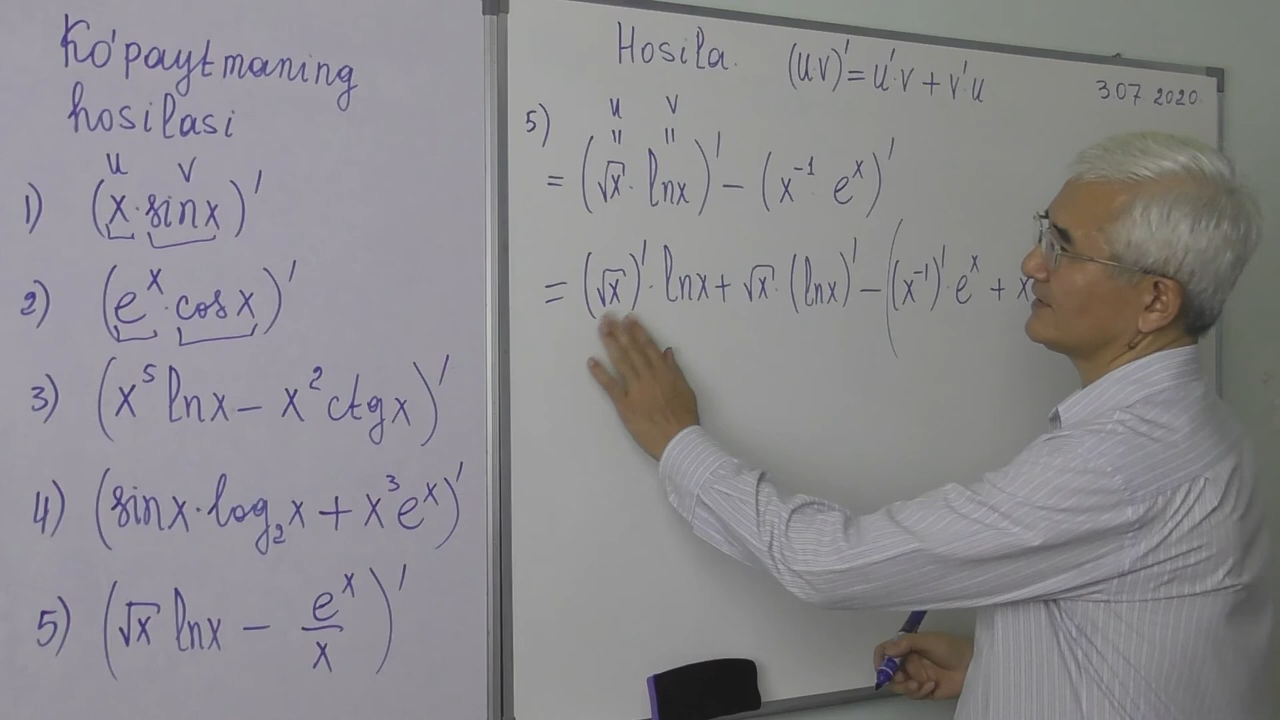 Ko'paytmaning
hosilasi
u v
1) (x·sinx)'
2) (e^x·cosx)'
3) (x^5 lnx − x^2 ctgx)'
4) (sinx·log_2 x + x^3 e^x)'
5) (√x lnx − e^x/x)'
Hosila. (u·v)' = u'·v + v'·u
3 07 2020
5) u v
= (√x · lnx)' − (x^-1 e^x)'
= (√x)' · lnx + √x · (lnx)' − ((x^-1)' · e^x + x